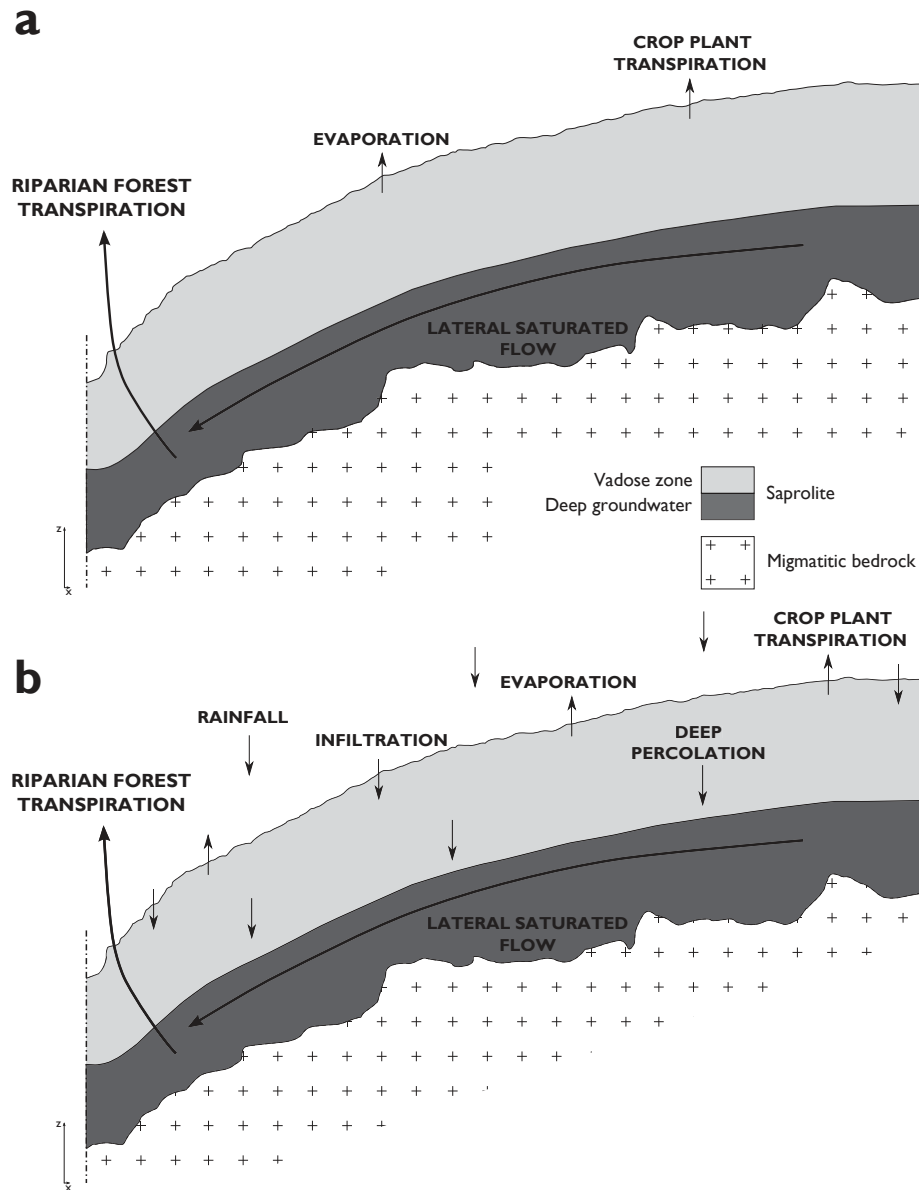 a
CROP PLANT
TRANSPIRATION
EVAPORATION
RIPARIAN FOREST
TRANSPIRATION
LATERAL SATURATED
FLOW
Vadose zone
Deep groundwater
Saprolite
Migmatitic bedrock
z
x
b
CROP PLANT
TRANSPIRATION
EVAPORATION
RAINFALL
INFILTRATION
DEEP
PERCOLATION
RIPARIAN FOREST
TRANSPIRATION
LATERAL SATURATED
FLOW
z
x